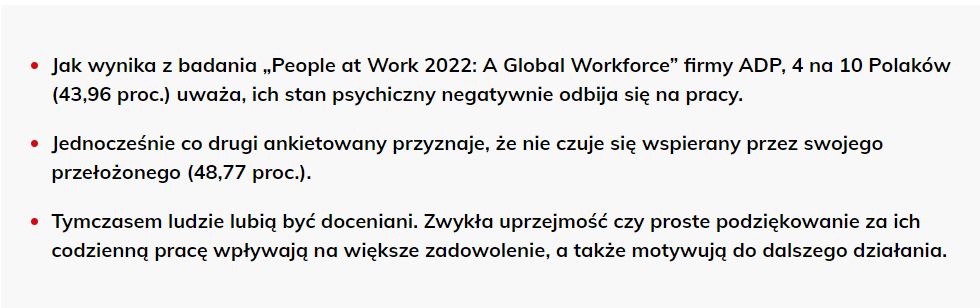 Jak wynika z badania „People at Work 2022: A Global Workforce” firmy ADP, 4 na 10 Polaków
(43,96 proc.) uważa, ich stan psychiczny negatywnie odbija się na pracy.
Jednocześnie co drugi ankietowany przyznaje, że nie czuje się wspierany przez swojego
przełożonego (48,77 proc.).
Tymczasem ludzie lubią być doceniani. Zwykła uprzejmość czy proste podziękowanie za ich
codzienną pracę wpływają na większe zadowolenie, a także motywują do dalszego działania.